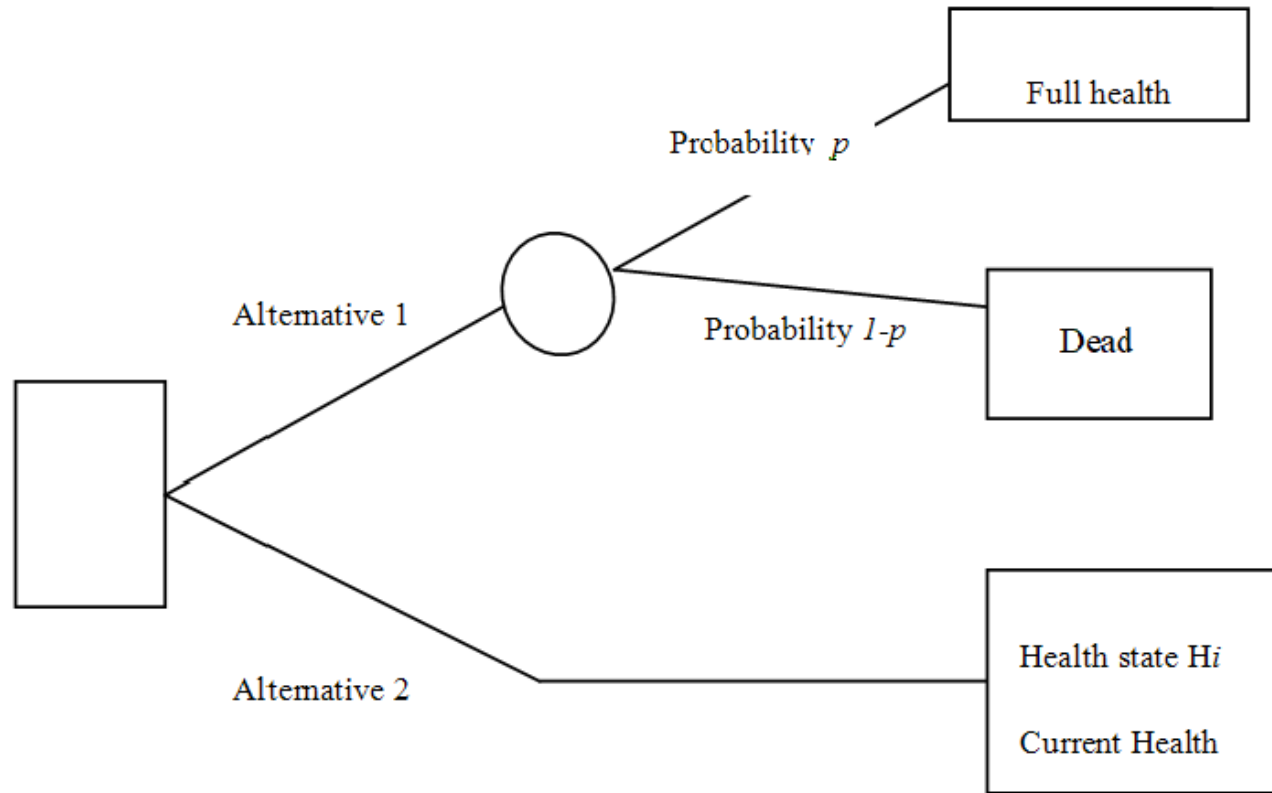 Full health
Probability p
Alternative 1
Probability 1-p
Dead
Health state Hi
Alternative 2
Current Health